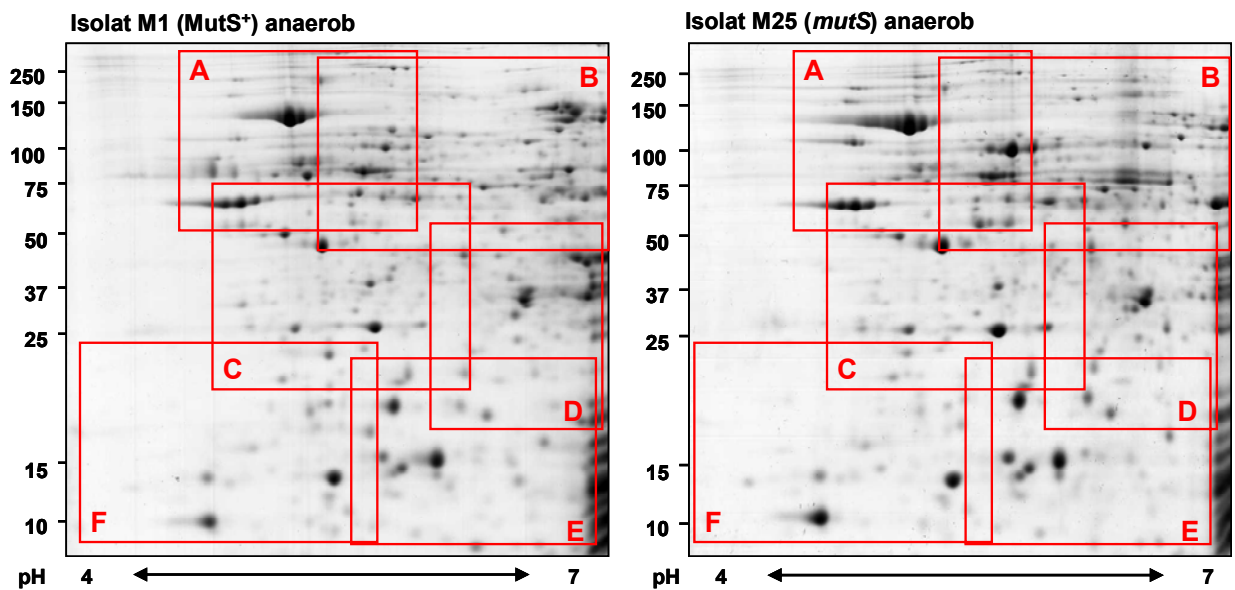 Isolat M1 (MutS+) anaerob
250
150
100
75
50
37
25
15
10
A
B
C
D
E
F
pH 4 7
Isolat M25 (mutS) anaerob
250
150
100
75
50
37
25
15
10
A
B
C
D
E
F
pH 4 7